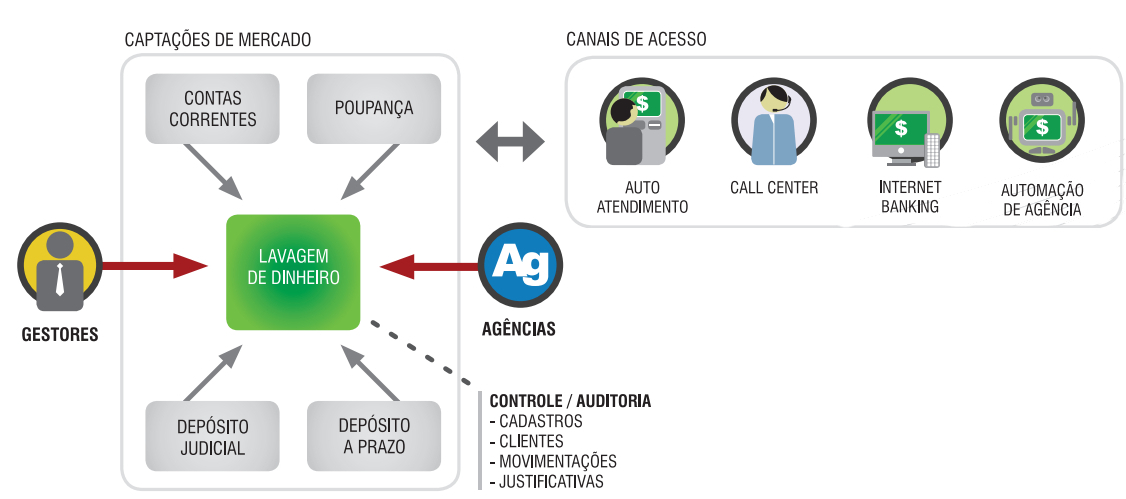 CAPTAÇÕES DE MERCADO
CONTAS
CORRENTES
POUPANÇA
LAVAGEM
DE DINHEIRO
GESTORES
Ag
AGÊNCIAS
DEPÓSITO
JUDICIAL
DEPÓSITO
A PRAZO
CONTROLE / AUDITORIA
- CADASTROS
- CLIENTES
- MOVIMENTAÇÕES
- JUSTIFICATIVAS
CANAIS DE ACESSO
$
AUTO
ATENDIMENTO
CALL CENTER
$
INTERNET
BANKING
$
AUTOMAÇÃO
DE AGÊNCIA